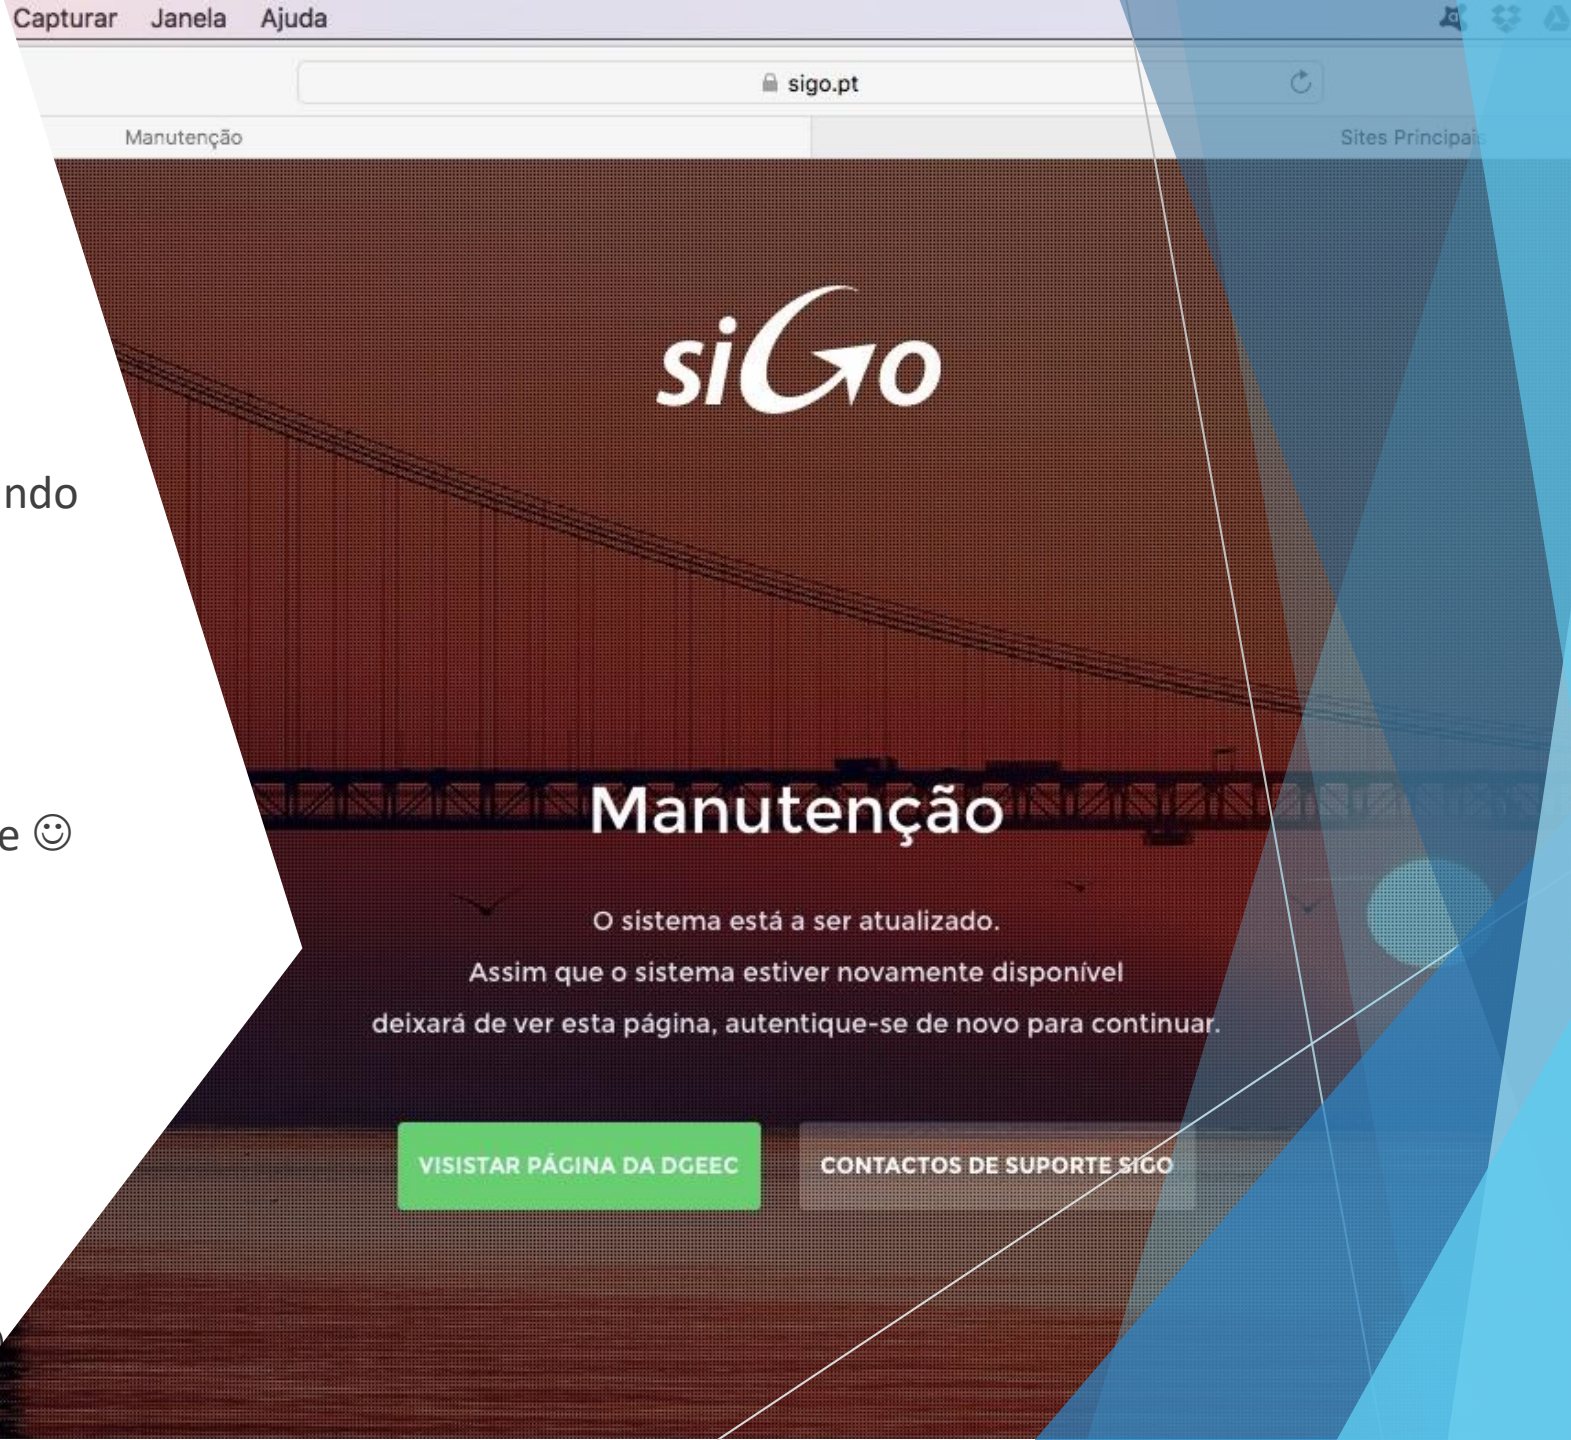 Capturar Janela Ajuda
sigo.pt
Manutenção
Sites Principais
siGo
ndo
e ☺
Manutenção
O sistema está a ser atualizado.
Assim que o sistema estiver novamente disponível
deixará de ver esta página, autentique-se de novo para continuar.
VISISTAR PÁGINA DA DGEEC
CONTACTOS DE SUPORTE SIGO